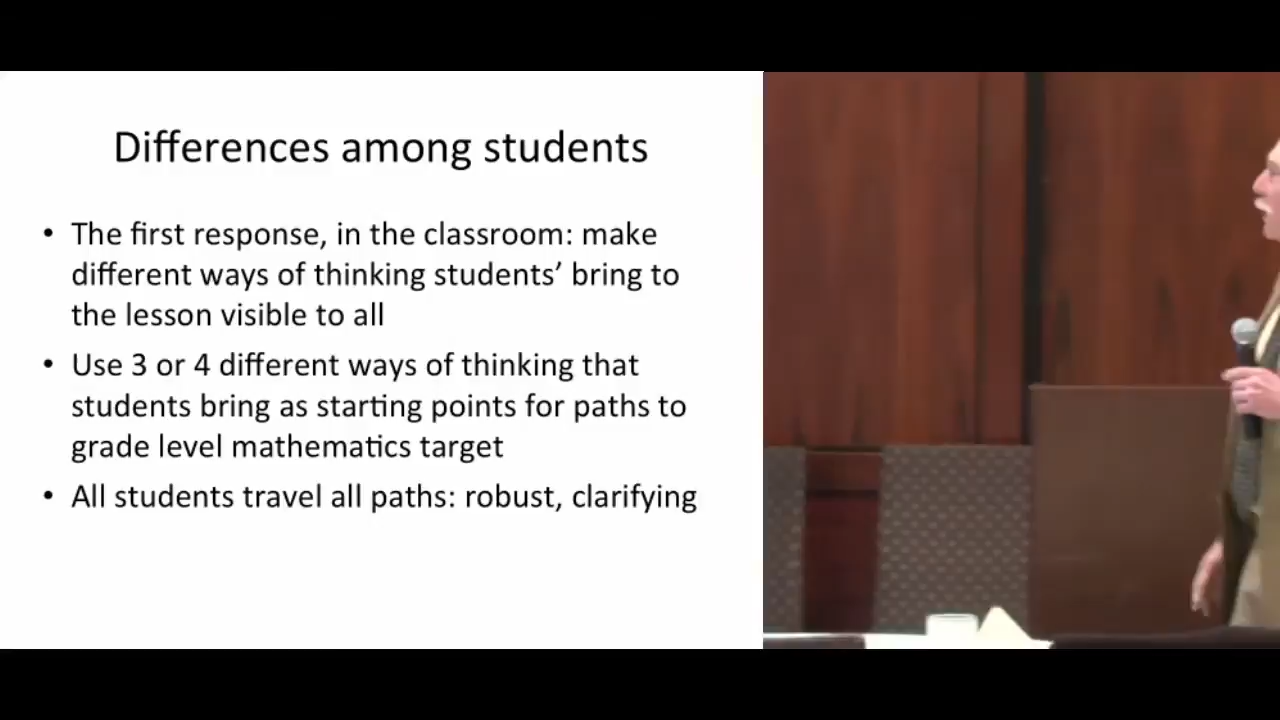 Differences among students
• The first response, in the classroom: make
different ways of thinking students’ bring to
the lesson visible to all
• Use 3 or 4 different ways of thinking that
students bring as starting points for paths to
grade level mathematics target
• All students travel all paths: robust, clarifying